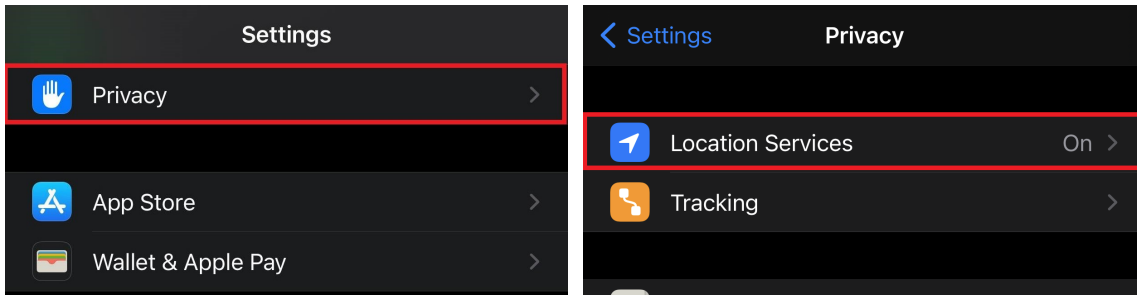 Settings
Privacy
App Store
Wallet & Apple Pay
Settings
Privacy
Location Services
On
Tracking